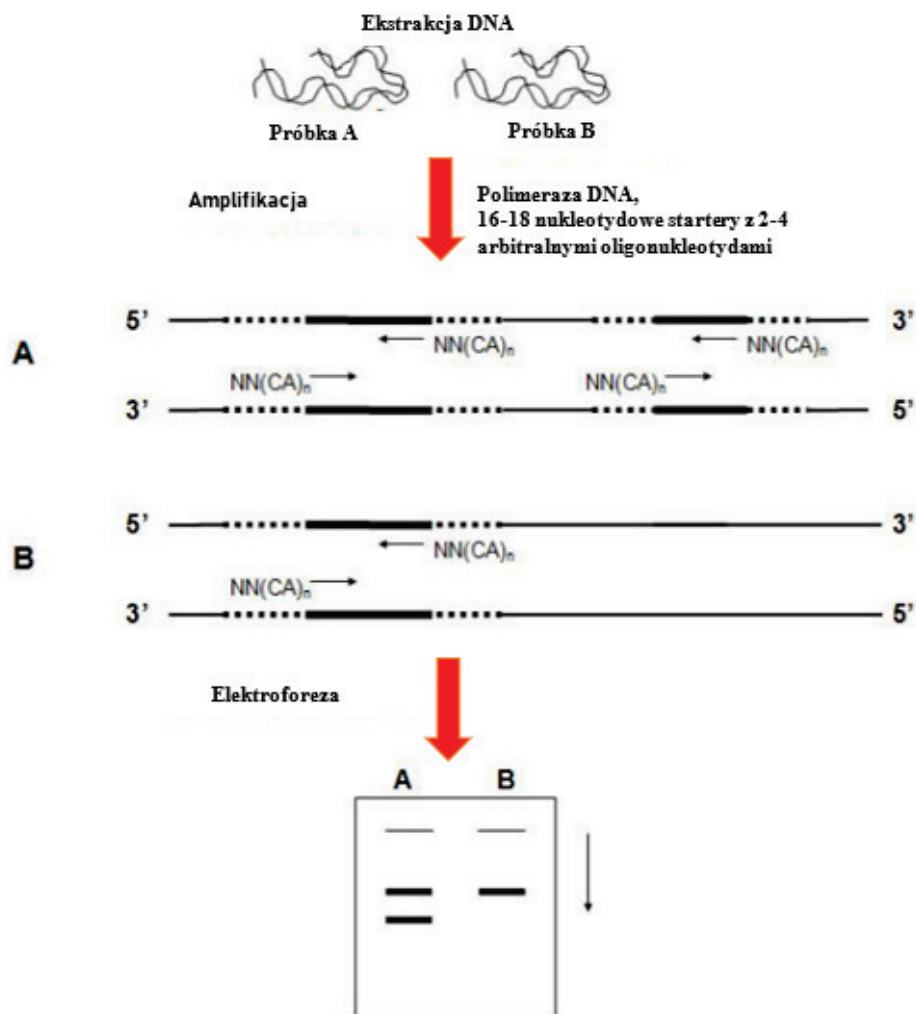 Ekstrakcja DNA
Próbka A Próbka B
Amplifikacja
Polimeraza DNA,
16-18 nukleotydowe startery z 2-4
arbitralnymi oligonukleotydami
A
5’ 3’
NN(CA)n NN(CA)n
NN(CA)n NN(CA)n
3’ 5’
B
5’ 3’
NN(CA)n
NN(CA)n
3’ 5’
Elektroforeza
A B